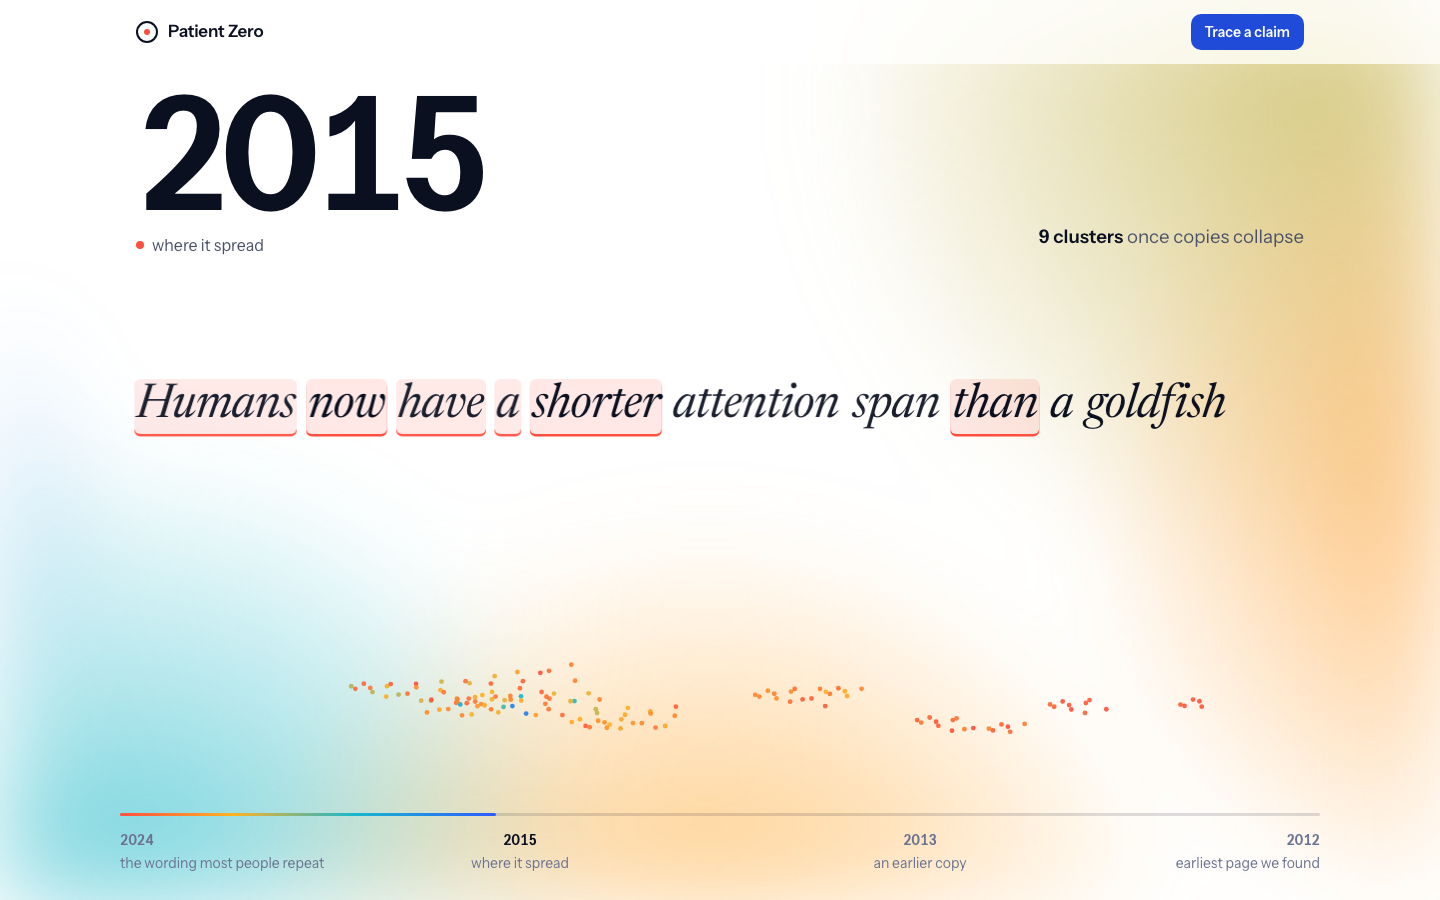 Patient Zero
Trace a claim
2015
where it spread
9 clusters once copies collapse
Humans now have a shorter attention span than a goldfish
2024
the wording most people repeat
2015
where it spread
2013
an earlier copy
2012
earliest page we found